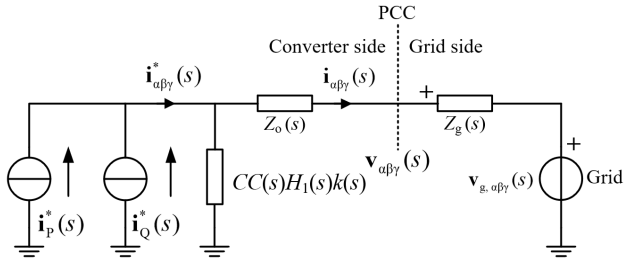 PCC
Converter side Grid side
i*αβγ(s) iαβγ(s)
+
Zo(s) Zg(s)
vαβγ(s)
+
CC(s)H1(s)k(s) vg, αβγ(s) Grid
i*P(s) i*Q(s)